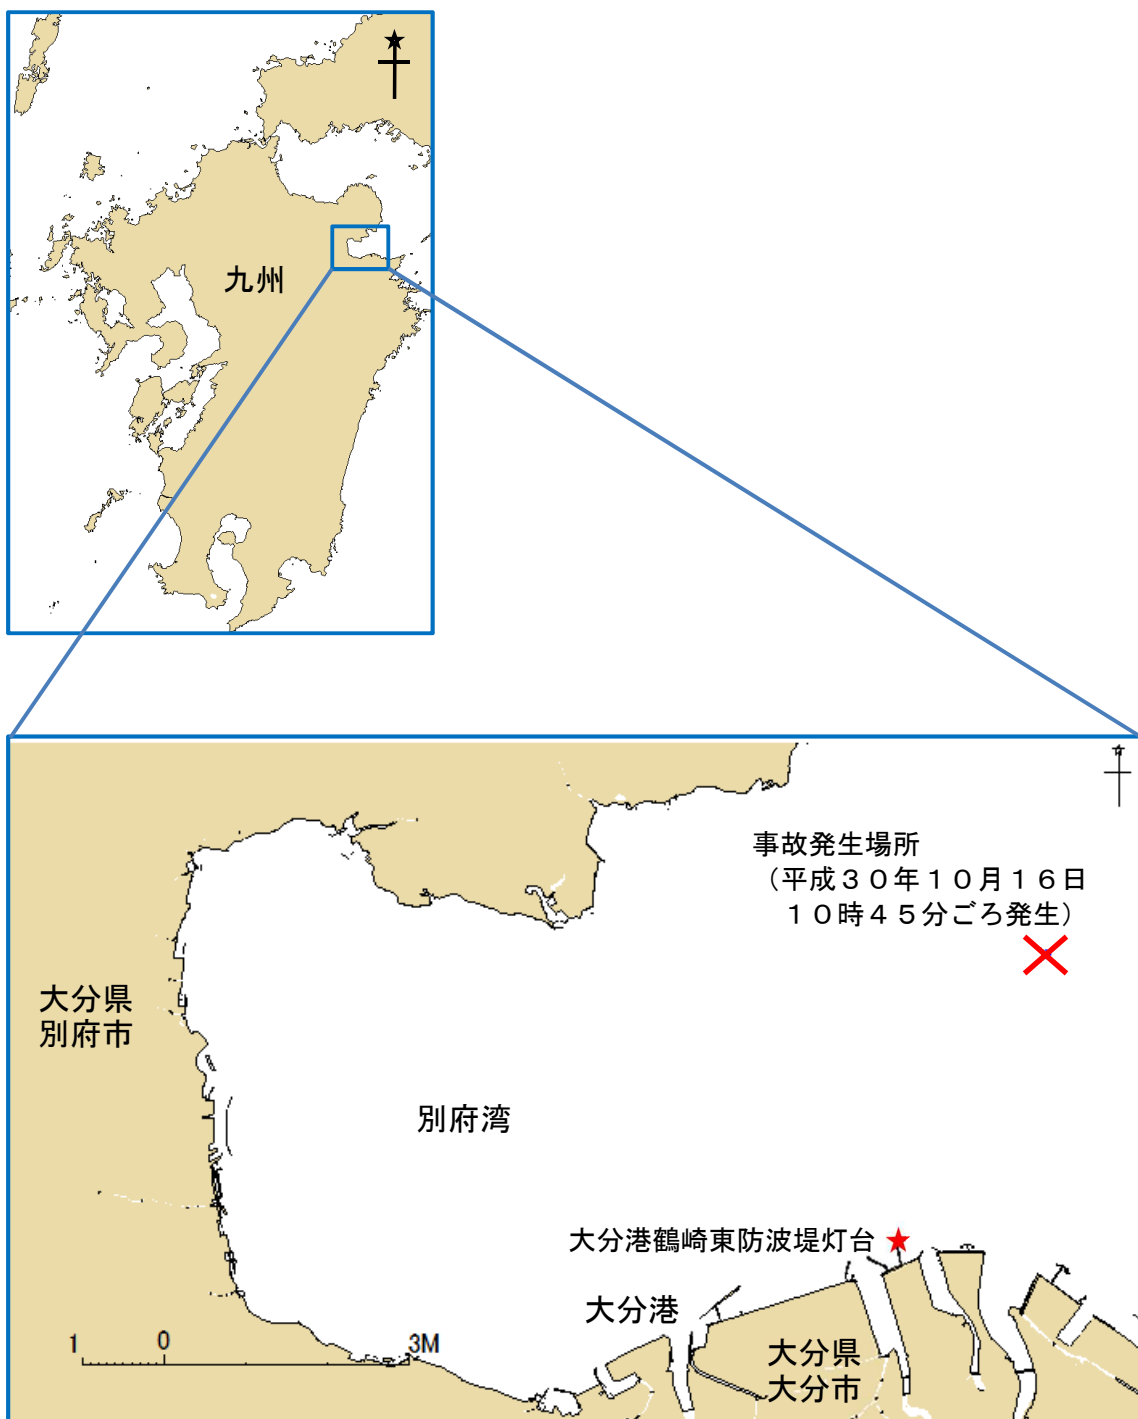 九州
事故発生場所
（平成３０年１０月１６日
１０時４５分ごろ発生）
大分県
別府市
別府湾
大分港鶴崎東防波堤灯台
大分港
1 0 3M
大分県
大分市